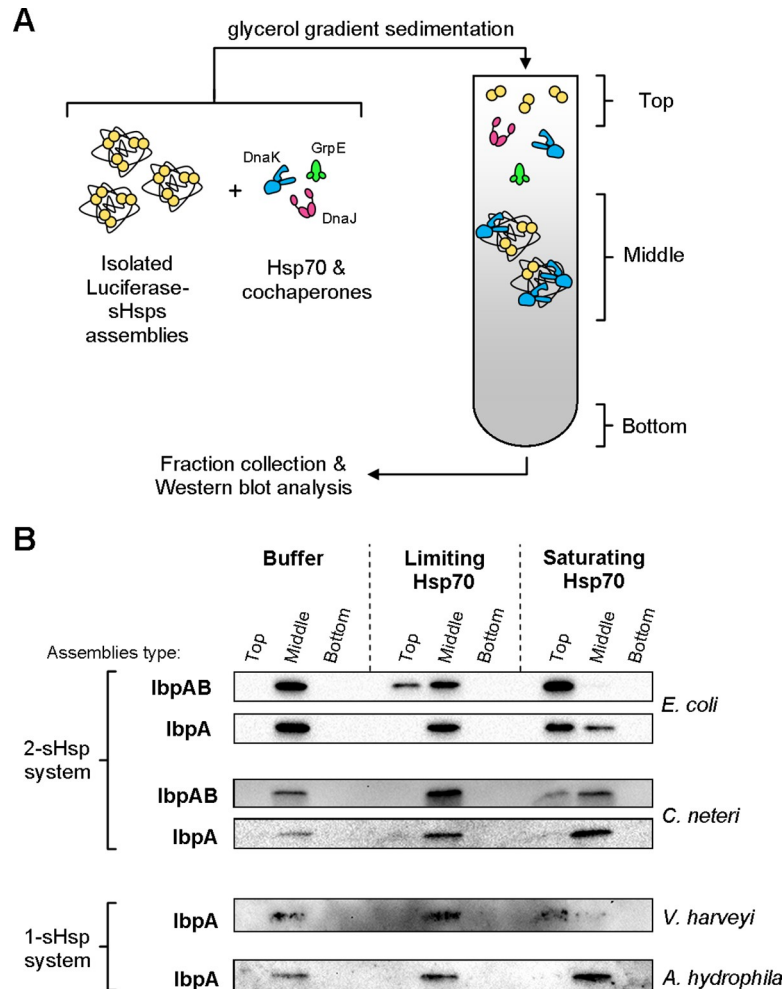 A
glycerol gradient sedimentation
Top
DnaK
GrpE
+
DnaJ
Middle
Isolated
Luciferase-
sHsps
assemblies
Hsp70 &
cochaperones
Bottom
Fraction collection &
Western blot analysis
B
Buffer
Limiting
Hsp70
Saturating
Hsp70
Assemblies type:
Top
Middle
Bottom
Top
Middle
Bottom
Top
Middle
Bottom
2-sHsp
system
IbpAB
IbpA
E. coli
IbpAB
IbpA
C. neteri
1-sHsp
system
IbpA
V. harveyi
IbpA
A. hydrophila